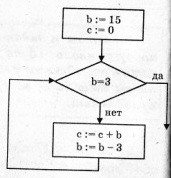 b := 15
c := 0
b=3
да
нет
c := c + b
b := b − 3